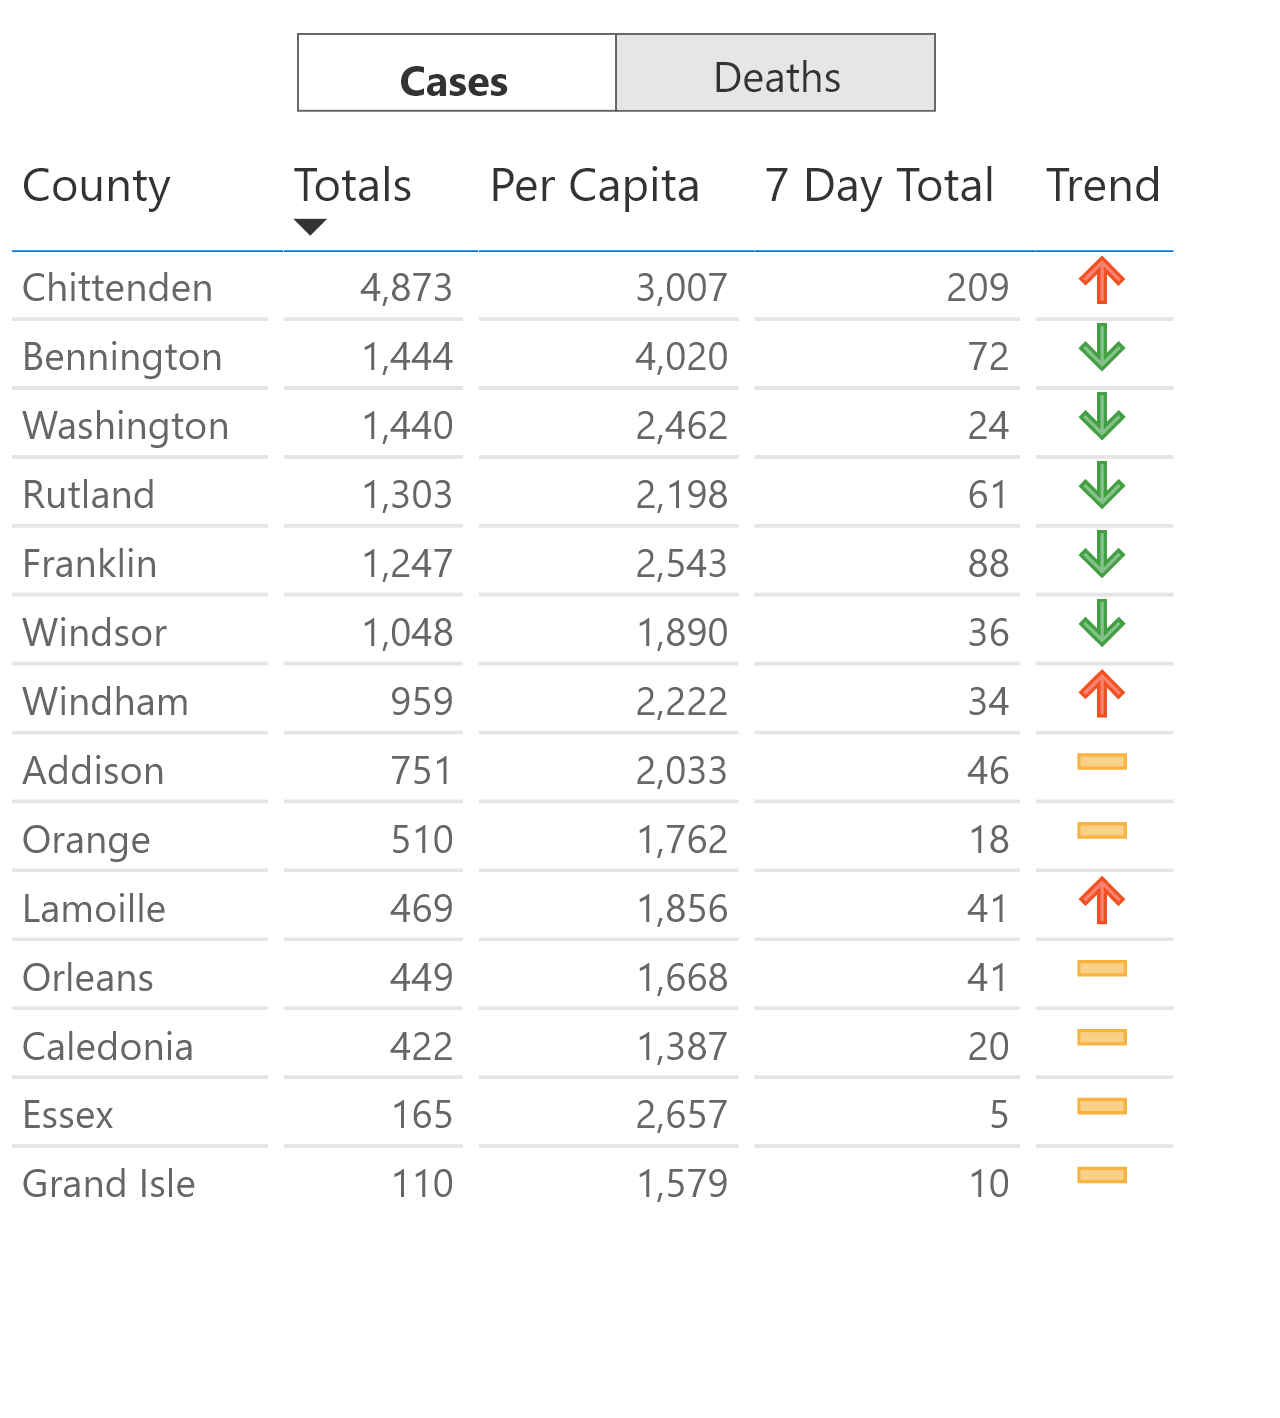 Cases Deaths
County Totals Per Capita 7 Day Total Trend
Chittenden 4,873 3,007 209
Bennington 1,444 4,020 72
Washington 1,440 2,462 24
Rutland 1,303 2,198 61
Franklin 1,247 2,543 88
Windsor 1,048 1,890 36
Windham 959 2,222 34
Addison 751 2,033 46
Orange 510 1,762 18
Lamoille 469 1,856 41
Orleans 449 1,668 41
Caledonia 422 1,387 20
Essex 165 2,657 5
Grand Isle 110 1,579 10